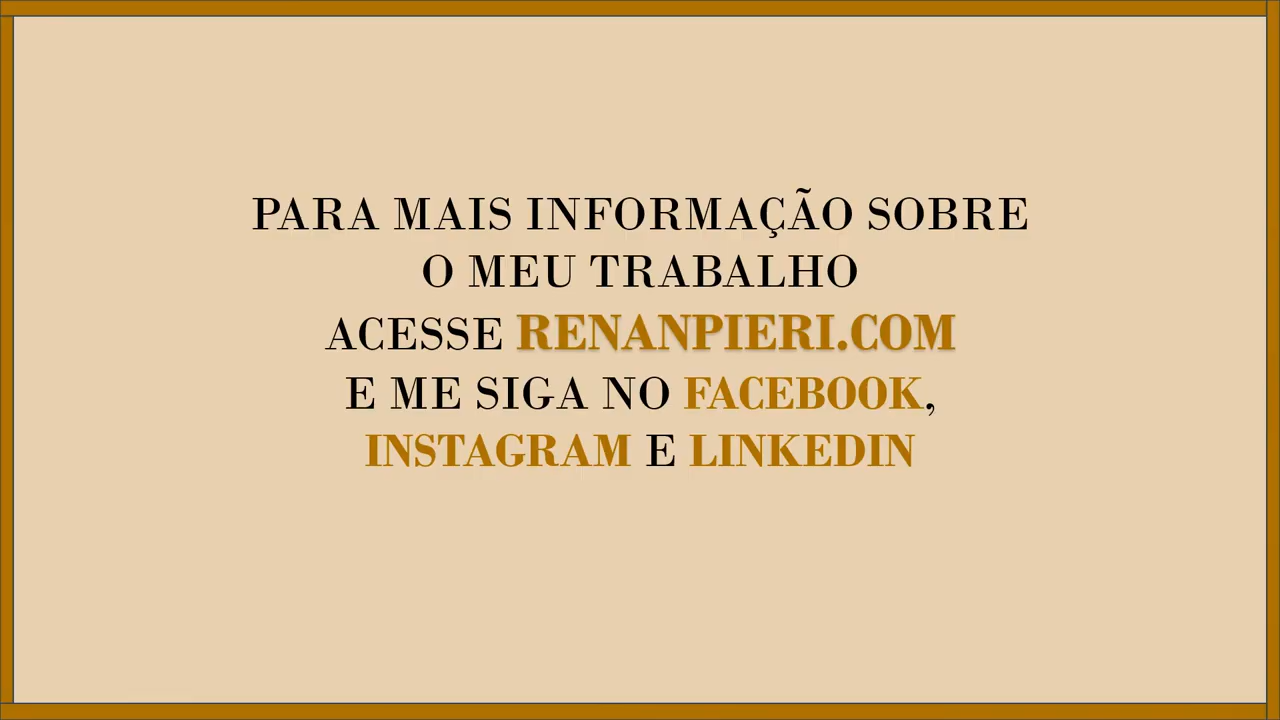 PARA MAIS INFORMAÇÃO SOBRE
O MEU TRABALHO
ACESSE RENANPIERI.COM
E ME SIGA NO FACEBOOK,
INSTAGRAM E LINKEDIN